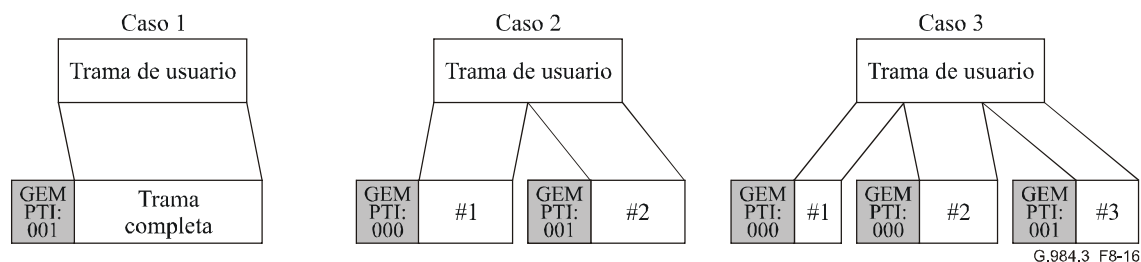 Caso 1
Caso 2
Caso 3
Trama de usuario
Trama de usuario
Trama de usuario
GEM
PTI:
001
Trama
completa
GEM
PTI:
000
#1
GEM
PTI:
001
#2
GEM
PTI:
000
#1
GEM
PTI:
000
#2
GEM
PTI:
001
#3
G.984.3 F8-16